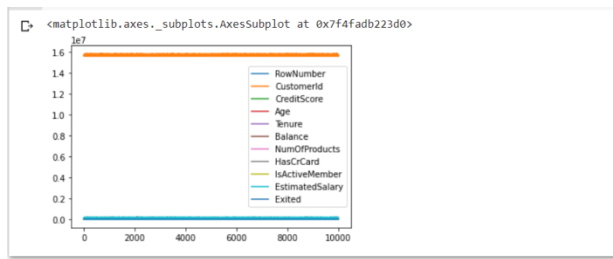 <matplotlib.axes._subplots.AxesSubplot at 0x7f4fadb223d0>
1e7
1.6
1.4
1.2
1.0
0.8
0.6
0.4
0.2
0.0
RowNumber
CustomerId
CreditScore
Age
Tenure
Balance
NumOfProducts
HasCrCard
IsActiveMember
EstimatedSalary
Exited
0 2000 4000 6000 8000 10000